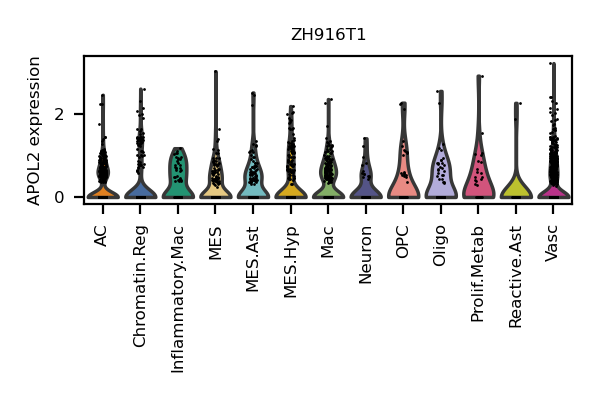 ZH916T1
APOL2 expression
2
0
AC
Chromatin.Reg
Inflammatory.Mac
MES
MES.Ast
MES.Hyp
Mac
Neuron
OPC
Oligo
Prolif.Metab
Reactive.Ast
Vasc